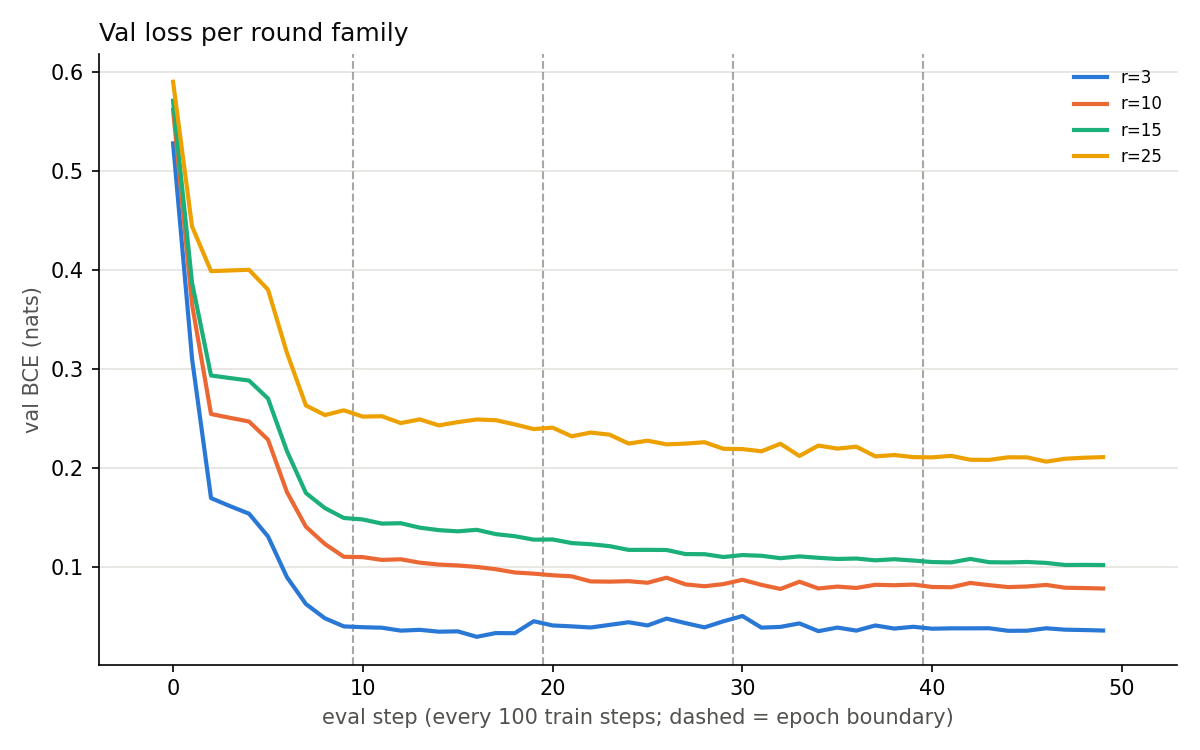 Val loss per round family
r=3
r=10
r=15
r=25
0.6
0.5
0.4
0.3
0.2
0.1
val BCE (nats)
0 10 20 30 40 50
eval step (every 100 train steps; dashed = epoch boundary)